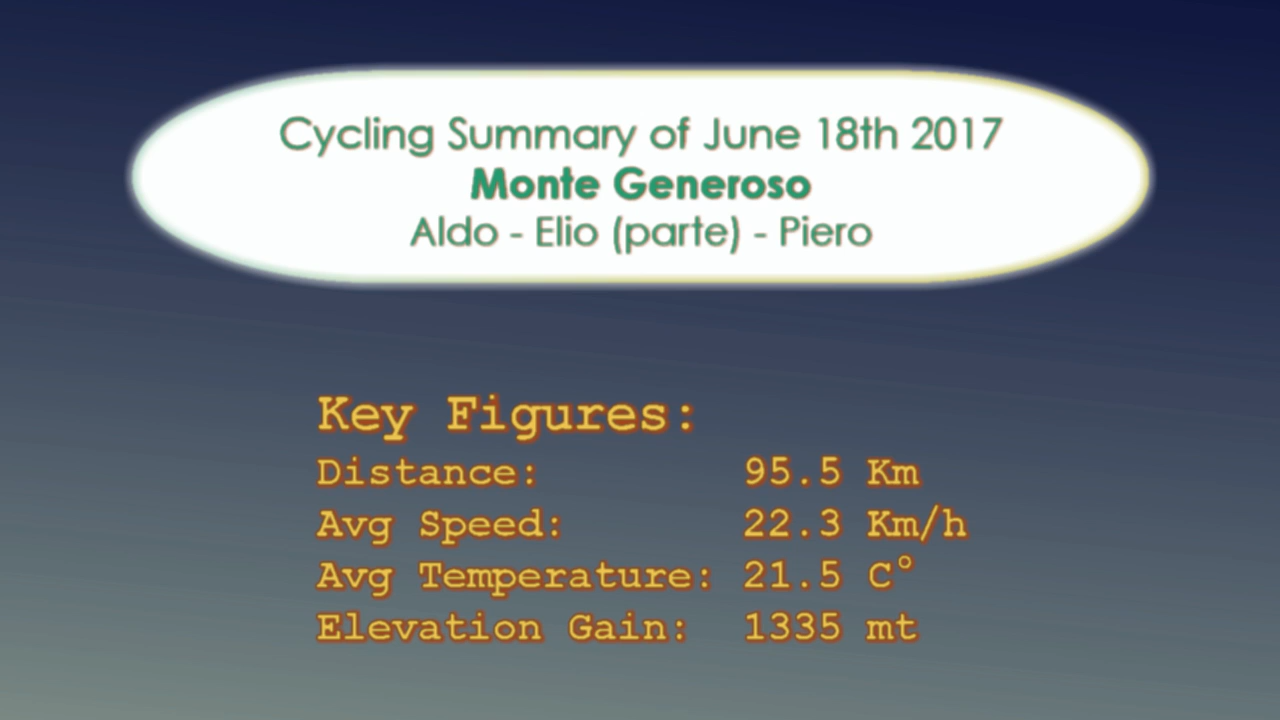 Cycling Summary of June 18th 2017
Monte Generoso
Aldo - Elio (parte) - Piero
Key Figures:
Distance: 95.5 Km
Avg Speed: 22.3 Km/h
Avg Temperature: 21.5 C°
Elevation Gain: 1335 mt